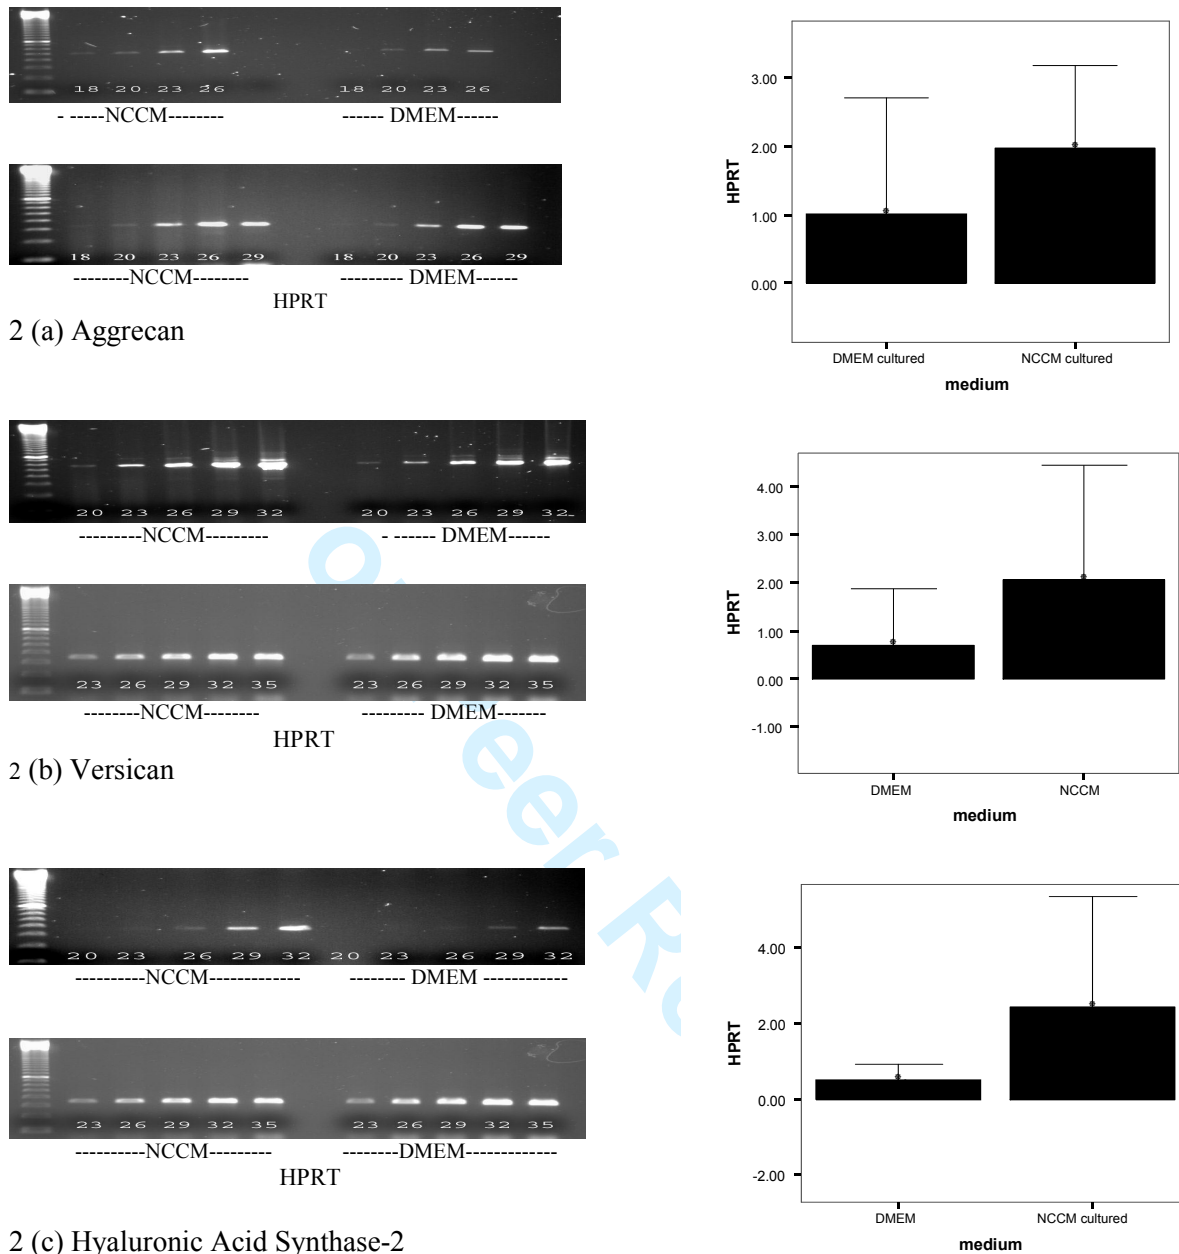 18 20 23 26 18 20 23 26
- -----NCCM-------- ------ DMEM------
18 20 23 26 29 18 20 23 26 29
--------NCCM-------- --------- DMEM------
HPRT
2 (a) Aggrecan
3.00
2.00
1.00
0.00
HPRT
DMEM cultured NCCM cultured
medium
20 23 26 29 32 20 23 26 29 32
---------NCCM--------- - ------ DMEM------
23 26 29 32 35 23 26 29 32 35
--------NCCM-------- --------- DMEM-------
HPRT
2 (b) Versican
4.00
3.00
2.00
1.00
0.00
-1.00
HPRT
DMEM NCCM
medium
20 23 26 29 32 20 23 26 29 32
----------NCCM------------- -------- DMEM ------------
23 26 29 32 35 23 26 29 32 35
----------NCCM--------- --------DMEM-------------
HPRT
2 (c) Hyaluronic Acid Synthase-2
4.00
2.00
0.00
-2.00
HPRT
DMEM NCCM cultured
medium